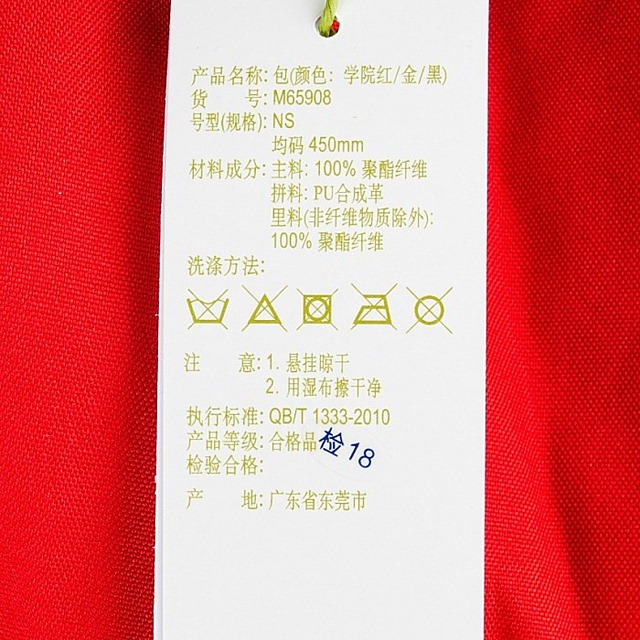 产品名称: 包(颜色: 学院红/金/黑)
货 号: M65908
号型(规格): NS
均码 450mm
材料成分: 主料: 100% 聚酯纤维
拼料: PU合成革
里料(非纤维物质除外):
100% 聚酯纤维
洗涤方法:
注 意: 1. 悬挂晾干
2. 用湿布擦干净
执行标准: QB/T 1333-2010
产品等级: 合格品
检18
检验合格:
产 地: 广东省东莞市